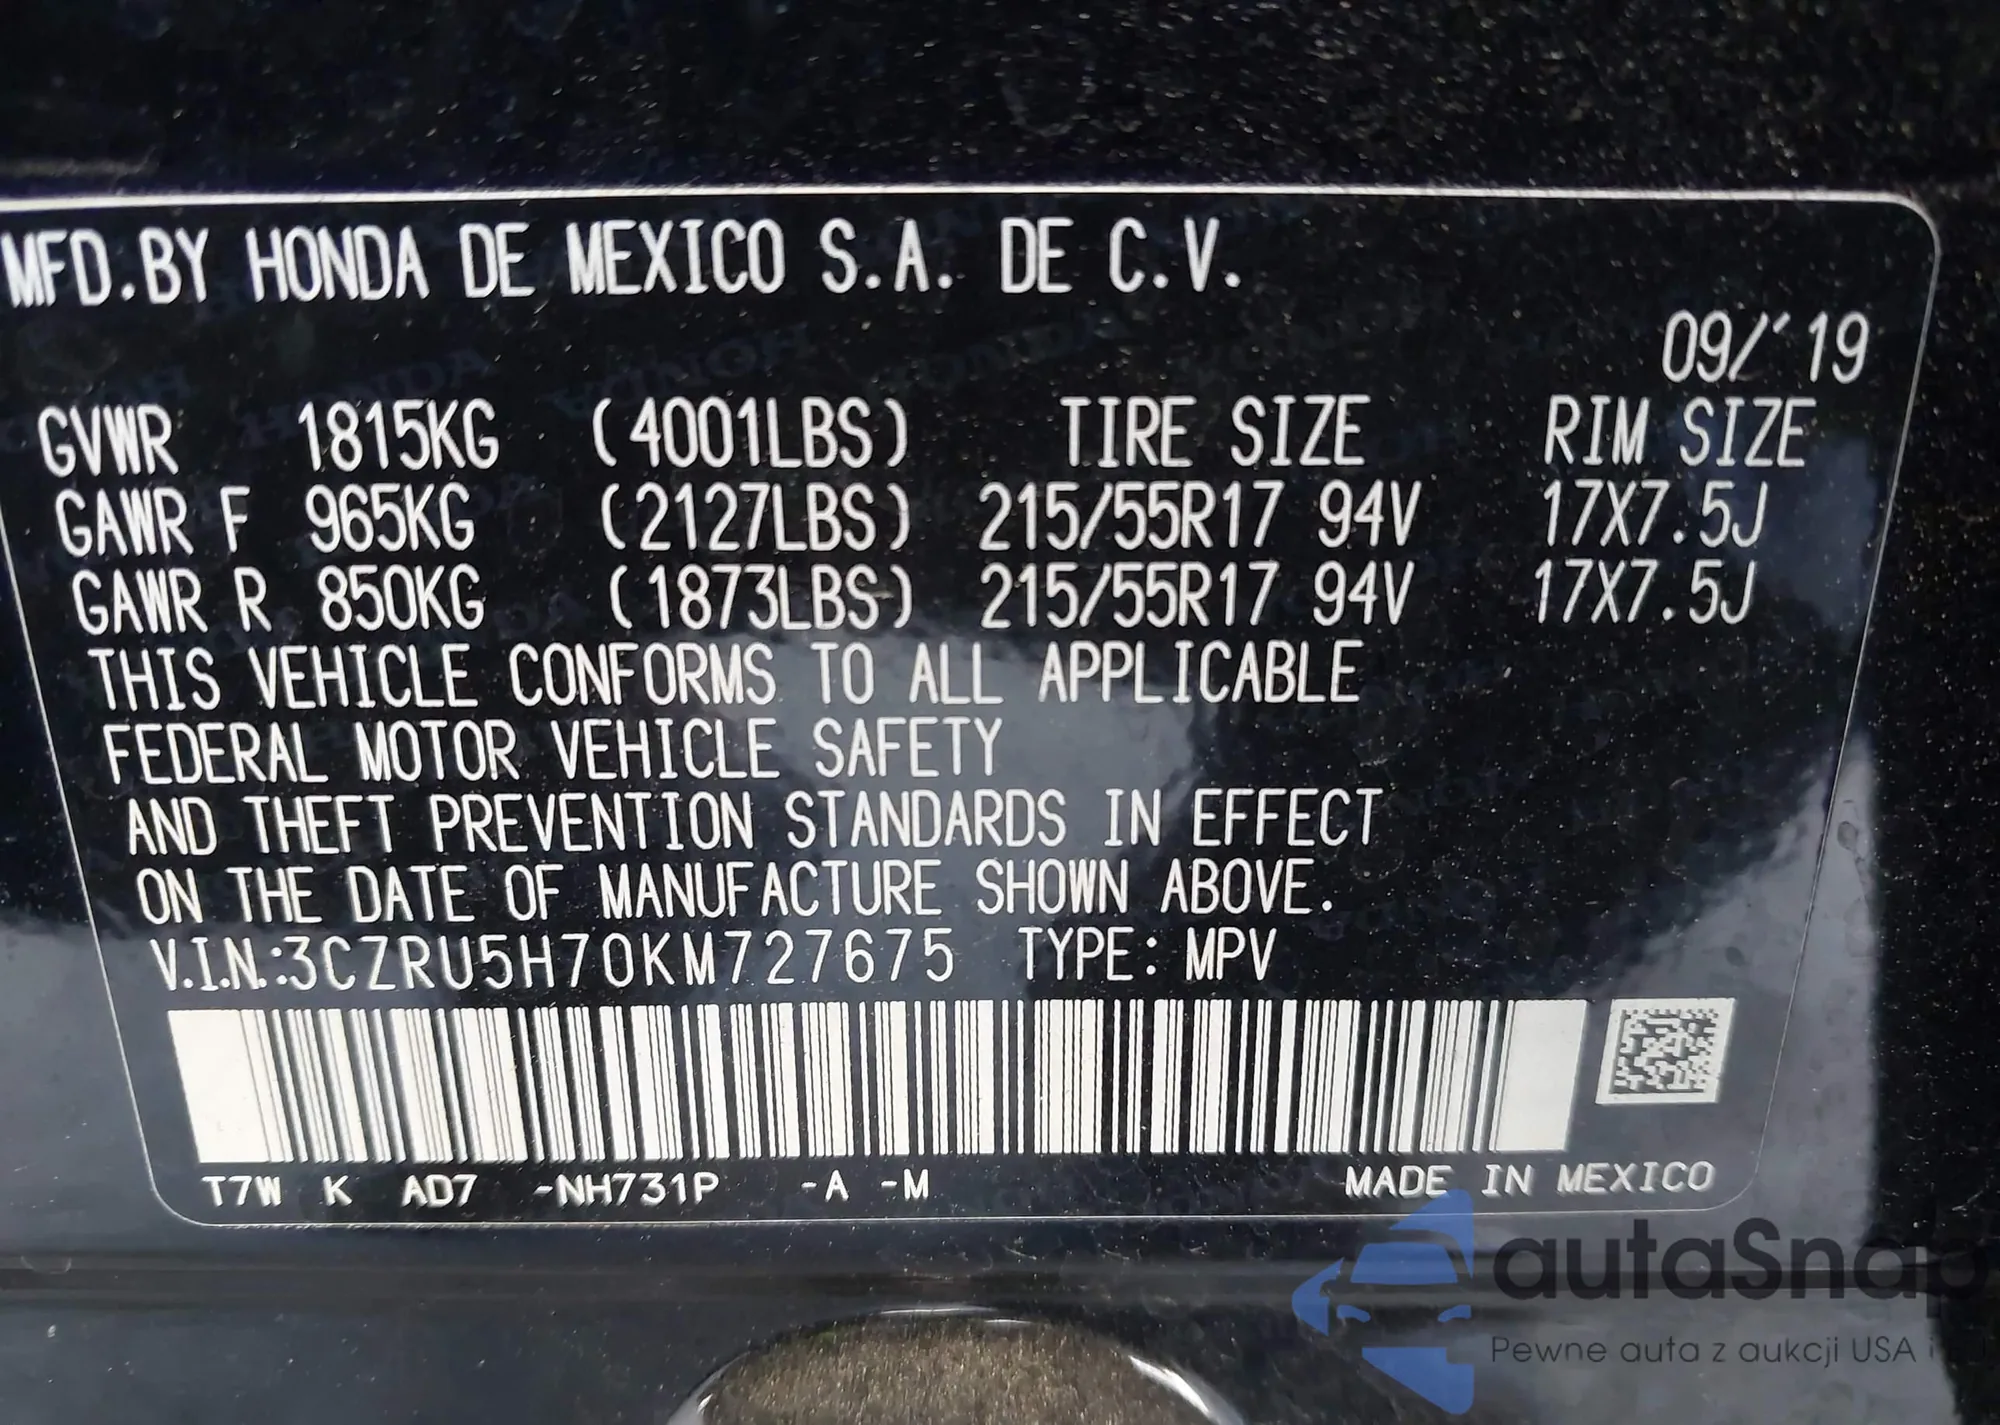 MFD.BY HONDA DE MEXICO S.A. DE C.V.
09/'19
GVWR 1815KG (4001LBS) TIRE SIZE RIM SIZE
GAWR F 965KG (2127LBS) 215/55R17 94V 17X7.5J
GAWR R 850KG (1873LBS) 215/55R17 94V 17X7.5J
THIS VEHICLE CONFORMS TO ALL APPLICABLE
FEDERAL MOTOR VEHICLE SAFETY
AND THEFT PREVENTION STANDARDS IN EFFECT
ON THE DATE OF MANUFACTURE SHOWN ABOVE.
V.I.N.:3CZRU5H70KM727675 TYPE: MPV
T7W K AD7 -NH731P -A -M MADE IN MEXICO
autaSnap
Pewne auta z aukcji USA i